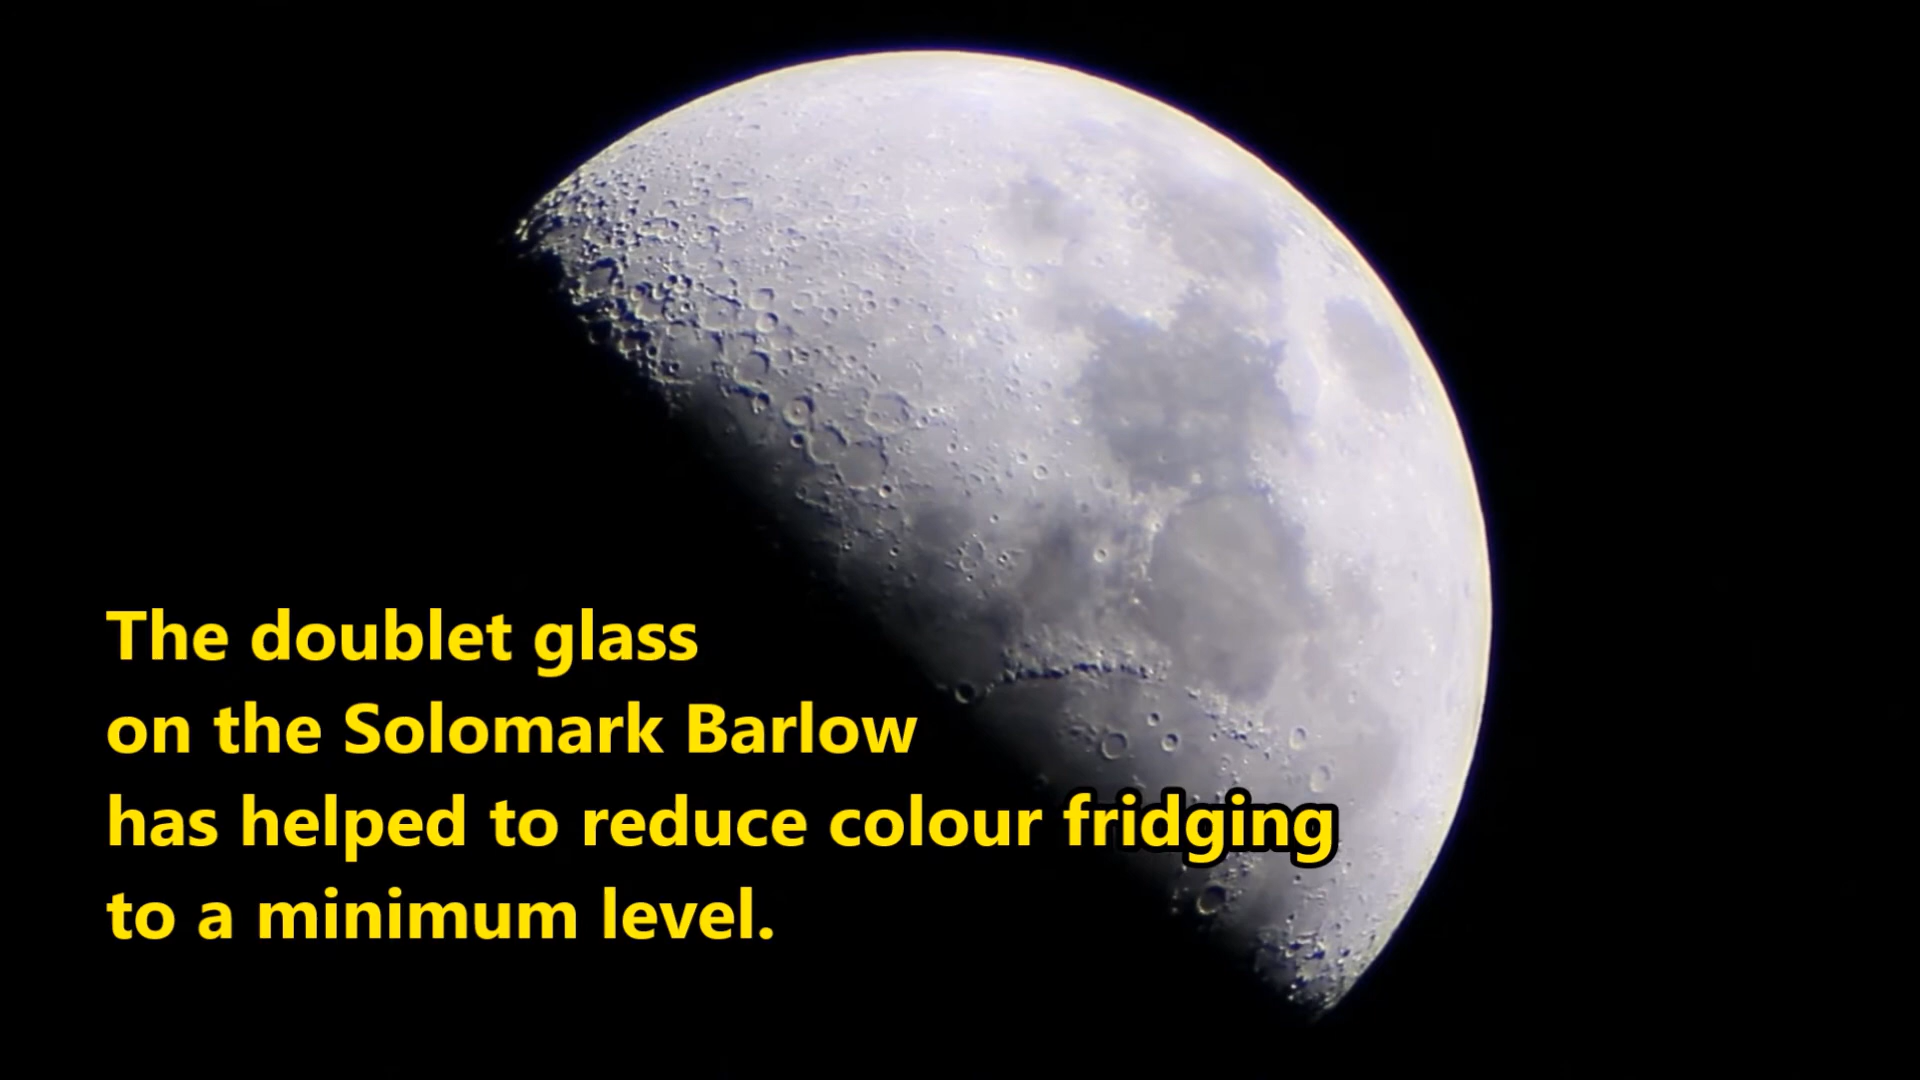 The doublet glass
on the Solomark Barlow
has helped to reduce colour fridging
to a minimum level.